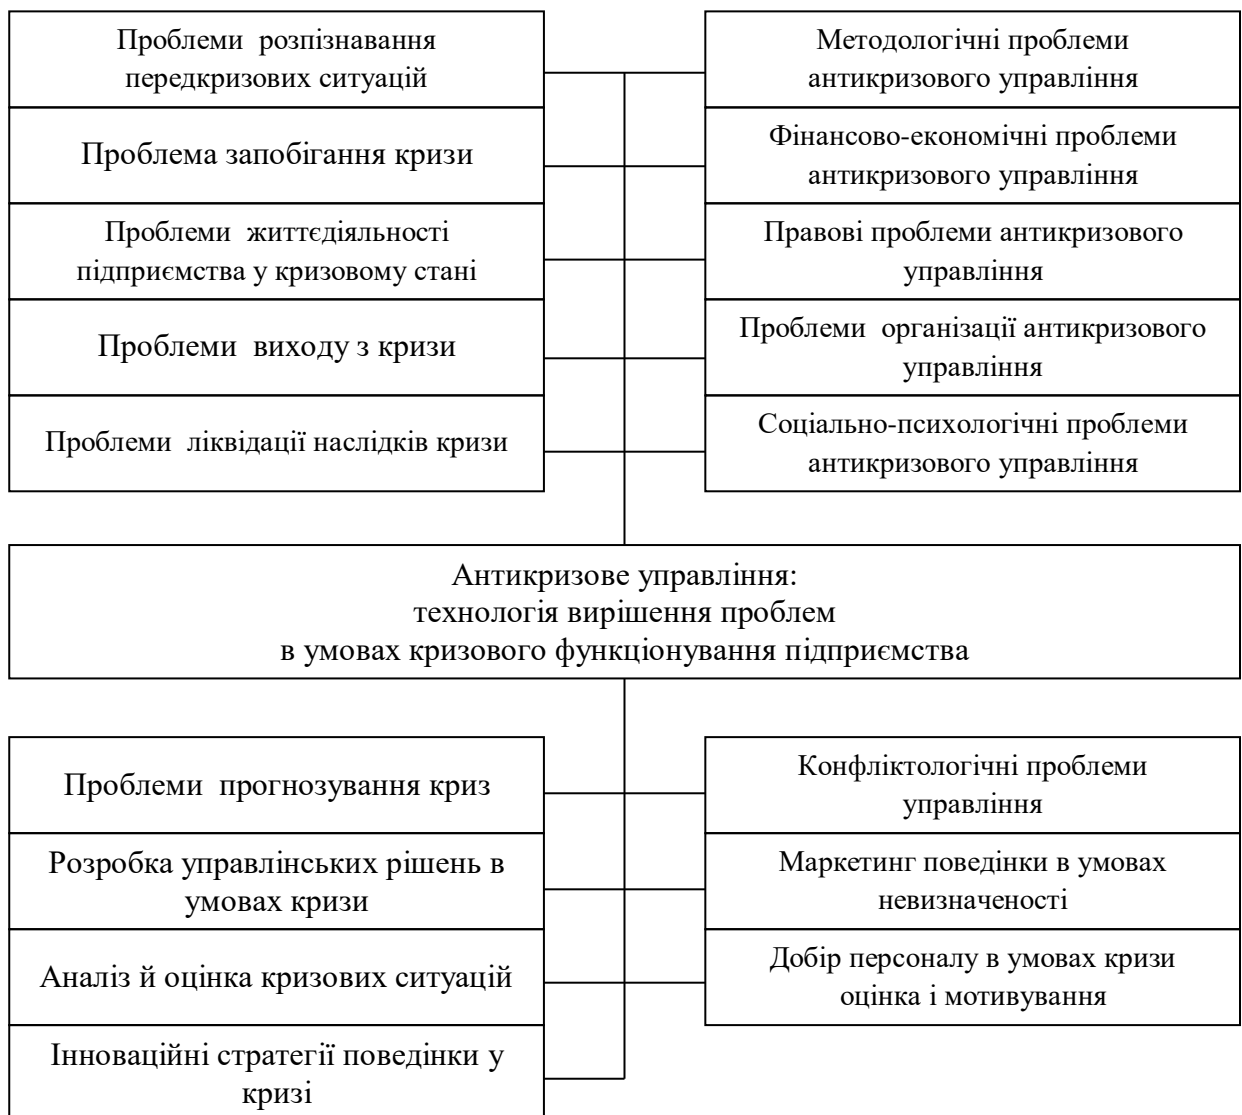 Проблеми розпізнавання
передкризових ситуацій
Проблема запобігання кризи
Проблеми життєдіяльності
підприємства у кризовому стані
Проблеми виходу з кризи
Проблеми ліквідації наслідків кризи
Методологічні проблеми
антикризового управління
Фінансово-економічні проблеми
антикризового управління
Правові проблеми антикризового
управління
Проблеми організації антикризового
управління
Соціально-психологічні проблеми
антикризового управління
Антикризове управління:
технологія вирішення проблем
в умовах кризового функціонування підприємства
Проблеми прогнозування криз
Розробка управлінських рішень в
умовах кризи
Аналіз й оцінка кризових ситуацій
Інноваційні стратегії поведінки у
кризі
Конфліктологічні проблеми
управління
Маркетинг поведінки в умовах
невизначеності
Добір персоналу в умовах кризи
оцінка і мотивування